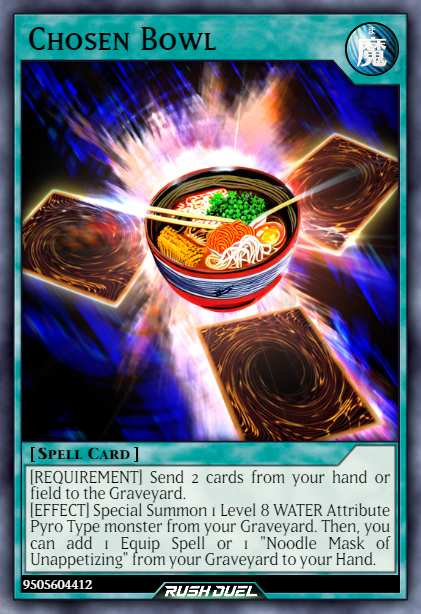 Chosen Bowl
ま
魔
[Spell Card]
[REQUIREMENT] Send 2 cards from your hand or
field to the Graveyard.
[EFFECT] Special Summon 1 Level 8 WATER Attribute
Pyro Type monster from your Graveyard. Then, you
can add 1 Equip Spell or 1 "Noodle Mask of
Unappetizing" from your Graveyard to your Hand.
9505604412
RUSH DUEL